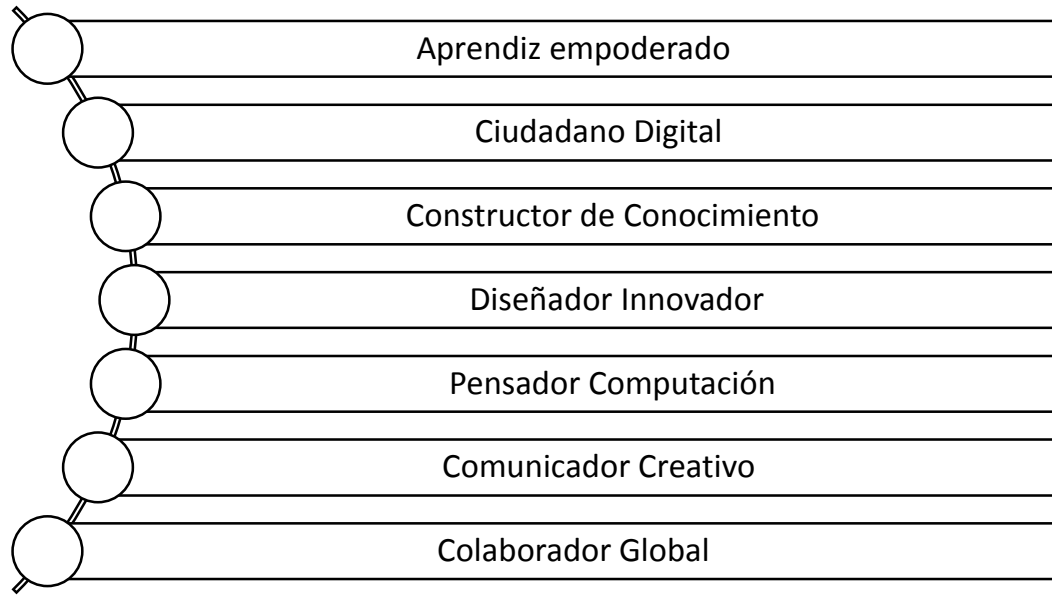 Aprendiz empoderado
Ciudadano Digital
Constructor de Conocimiento
Diseñador Innovador
Pensador Computación
Comunicador Creativo
Colaborador Global